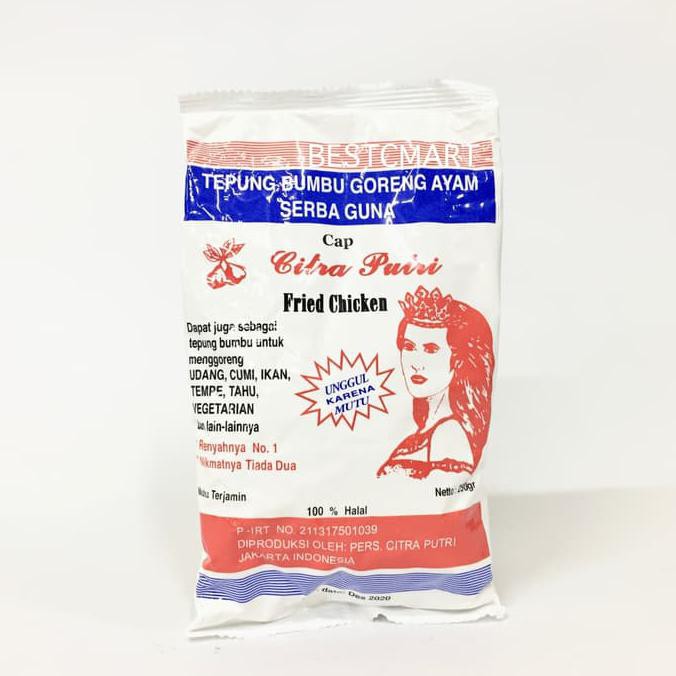 BESTCMART
TEPUNG BUMBU GORENG AYAM
SERBA GUNA
Cap
Citra Putri
Fried Chicken
Dapat juga sebagai
tepung bumbu untuk
menggoreng
UDANG, CUMI, IKAN,
TEMPE, TAHU,
VEGETARIAN
lain-lainnya
Renyahnya No. 1
Nikmatnya Tiada Dua
UNGGUL
KARENA
MUTU
Mutu Terjamin
Netto
100 % Halal
P-IRT NO. 211317501039
DIPRODUKSI OLEH: PERS. CITRA PUTRI
JAKARTA INDONESIA
date: Des 2020